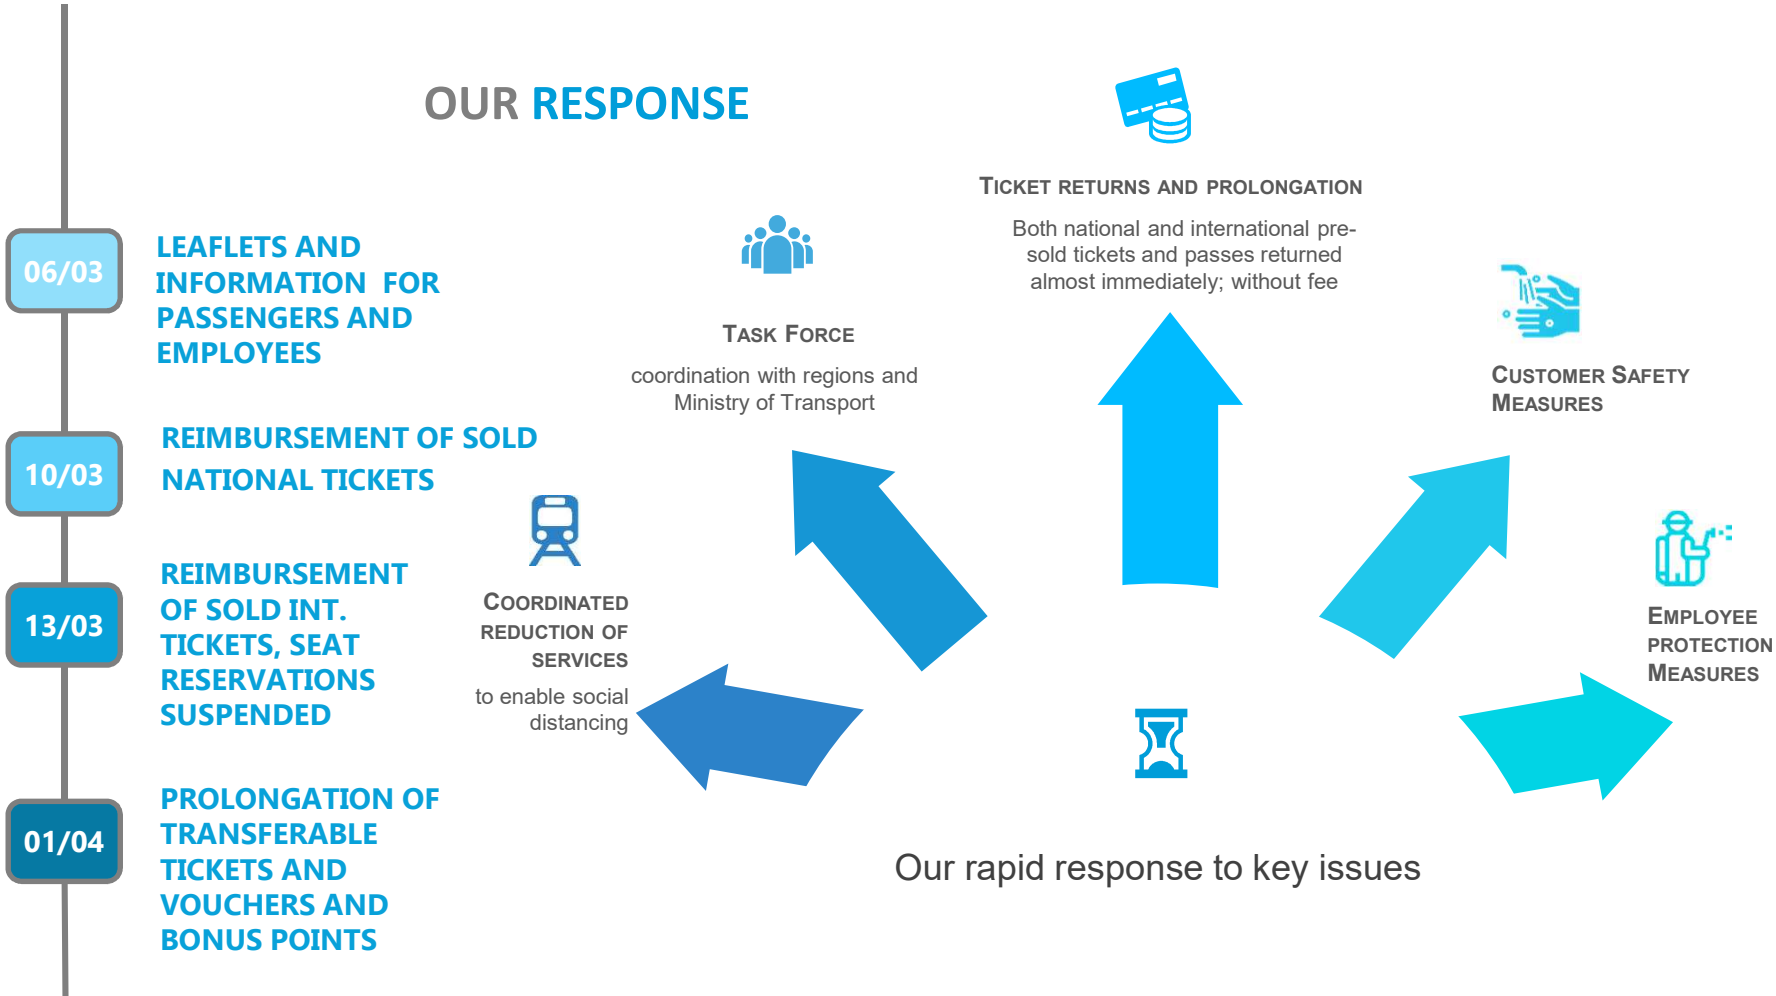 OUR RESPONSE
06/03
LEAFLETS AND
INFORMATION FOR
PASSENGERS AND
EMPLOYEES
10/03
REIMBURSEMENT OF SOLD
NATIONAL TICKETS
13/03
REIMBURSEMENT
OF SOLD INT.
TICKETS, SEAT
RESERVATIONS
SUSPENDED
01/04
PROLONGATION OF
TRANSFERABLE
TICKETS AND
VOUCHERS AND
BONUS POINTS
COORDINATED
REDUCTION OF
SERVICES
to enable social
distancing
TASK FORCE
coordination with regions and
Ministry of Transport
TICKET RETURNS AND PROLONGATION
Both national and international pre-
sold tickets and passes returned
almost immediately; without fee
CUSTOMER SAFETY
MEASURES
EMPLOYEE
PROTECTION
MEASURES
Our rapid response to key issues